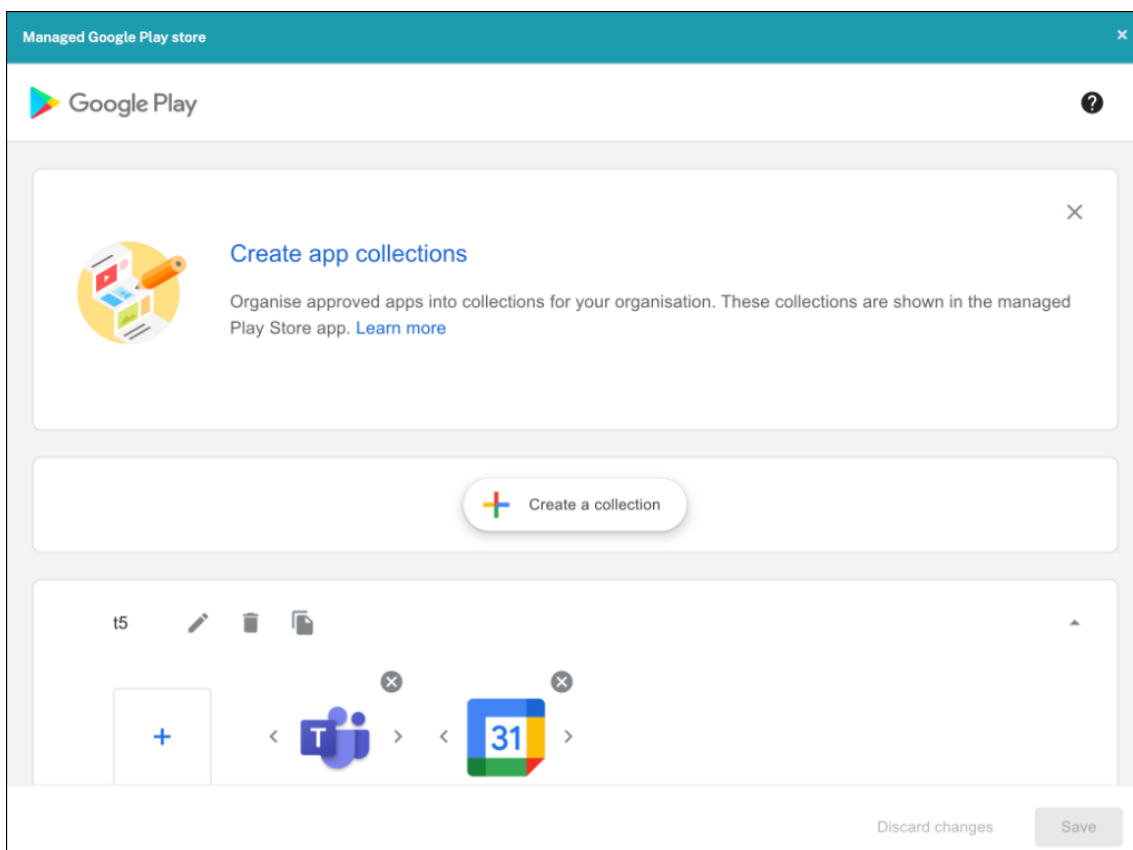 Managed Google Play store
Google Play
Create app collections
Organise approved apps into collections for your organisation. These collections are shown in the managed
Play Store app. Learn more
Create a collection
t5
T
31
Discard changes
Save